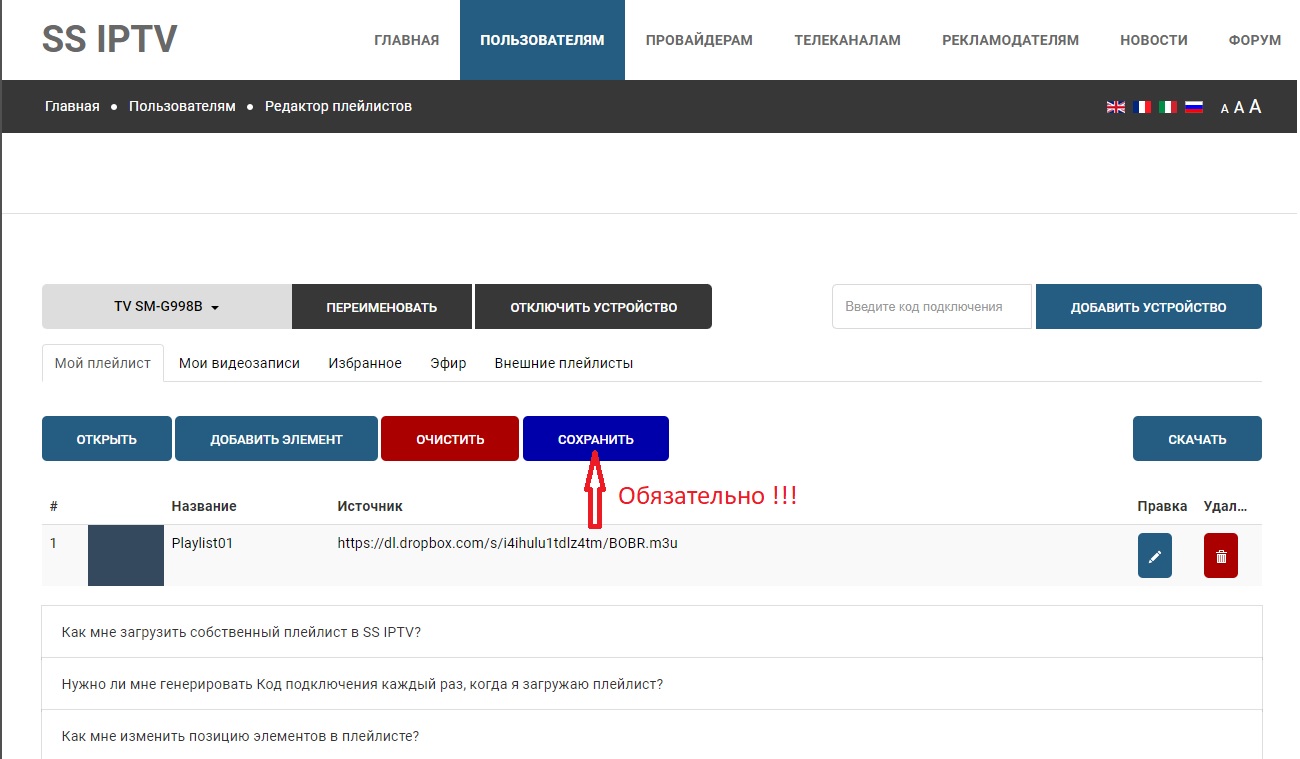 SS IPTV
ГЛАВНАЯ ПОЛЬЗОВАТЕЛЯМ ПРОВАЙДЕРАМ ТЕЛЕКАНАЛАМ РЕКЛАМОДАТЕЛЯМ НОВОСТИ ФОРУМ
Главная ● Пользователям ● Редактор плейлистов A A A
TV SM-G998B ПЕРЕИМЕНОВАТЬ ОТКЛЮЧИТЬ УСТРОЙСТВО Введите код подключения ДОБАВИТЬ УСТРОЙСТВО
Мой плейлист Мои видеозаписи Избранное Эфир Внешние плейлисты
ОТКРЫТЬ ДОБАВИТЬ ЭЛЕМЕНТ ОЧИСТИТЬ СОХРАНИТЬ СКАЧАТЬ
Обязательно !!!
# Название Источник Правка Удал...
1 Playlist01 https://dl.dropbox.com/s/i4ihulu1tdlz4tm/BOBR.m3u
Как мне загрузить собственный плейлист в SS IPTV?
Нужно ли мне генерировать Код подключения каждый раз, когда я загружаю плейлист?
Как мне изменить позицию элементов в плейлисте?